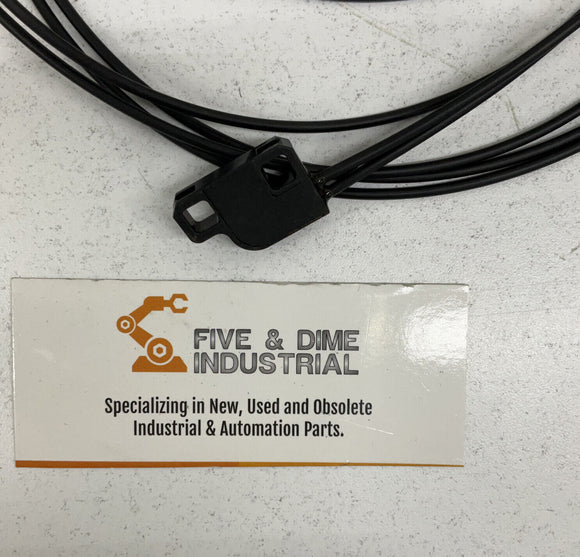 FIVE & DIME
INDUSTRIAL
Specializing in New, Used and Obsolete
Industrial & Automation Parts.